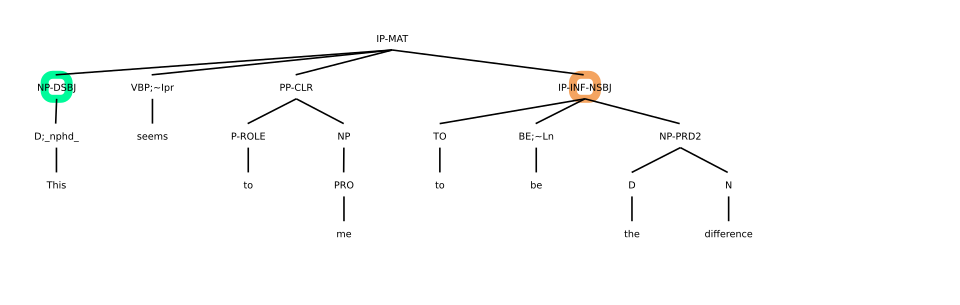 IP-MAT
NP-DSBJ VBP;~Ipr PP-CLR IP-INF-NSBJ
D;_nphd_ seems P-ROLE NP TO BE;~Ln NP-PRD2
This to PRO to be D N
me the difference